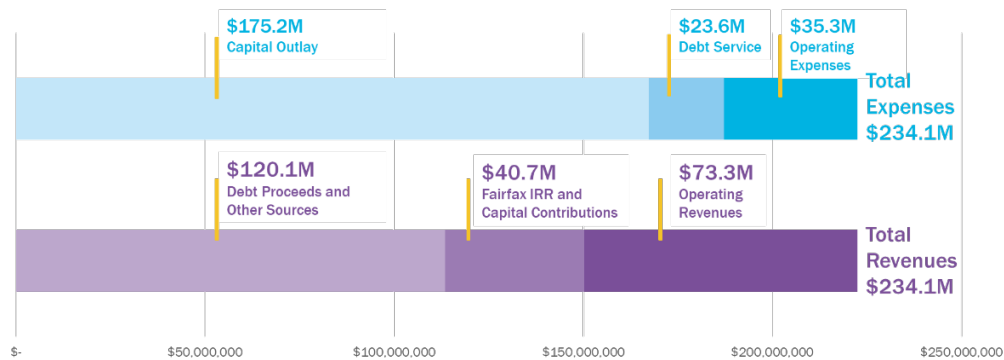 $175.2M
Capital Outlay
$23.6M
Debt Service
$35.3M
Operating
Expenses
Total
Expenses
$234.1M
$120.1M
Debt Proceeds and
Other Sources
$40.7M
Fairfax IRR and
Capital Contributions
$73.3M
Operating
Revenues
Total
Revenues
$234.1M
$-
$50,000,000
$100,000,000
$150,000,000
$200,000,000
$250,000,000